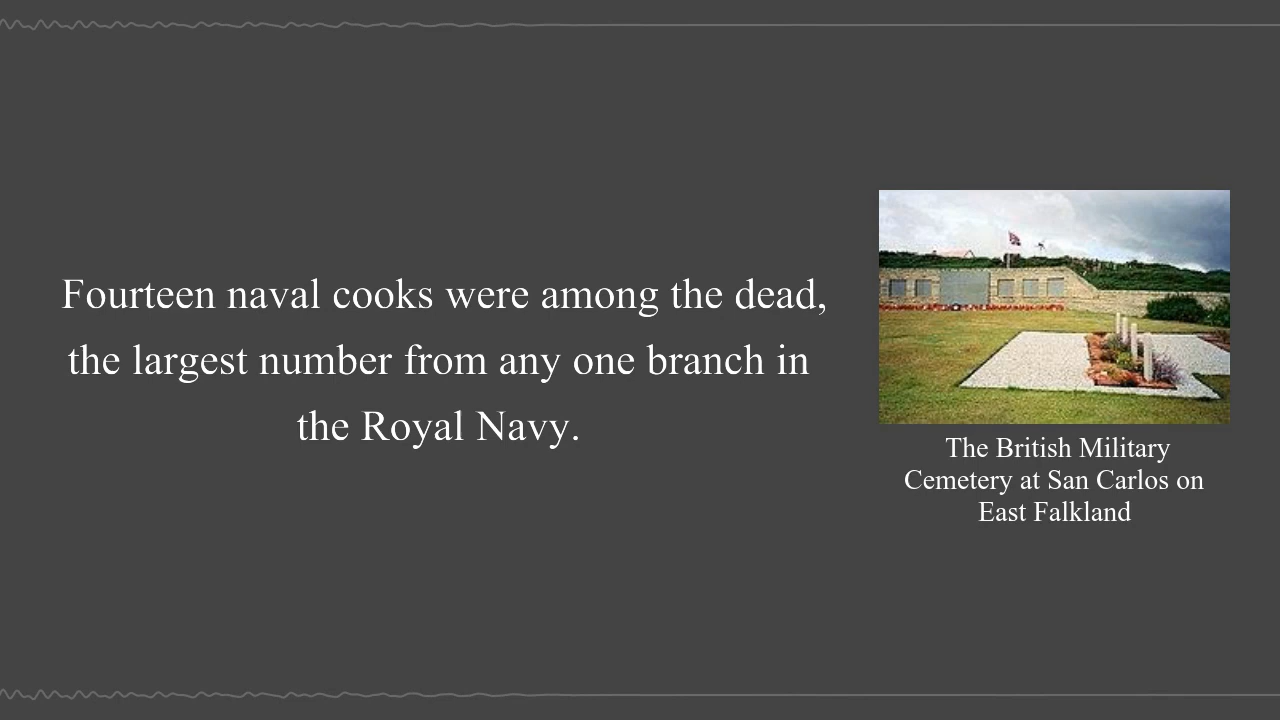 Fourteen naval cooks were among the dead,
the largest number from any one branch in
the Royal Navy.
The British Military
Cemetery at San Carlos on
East Falkland